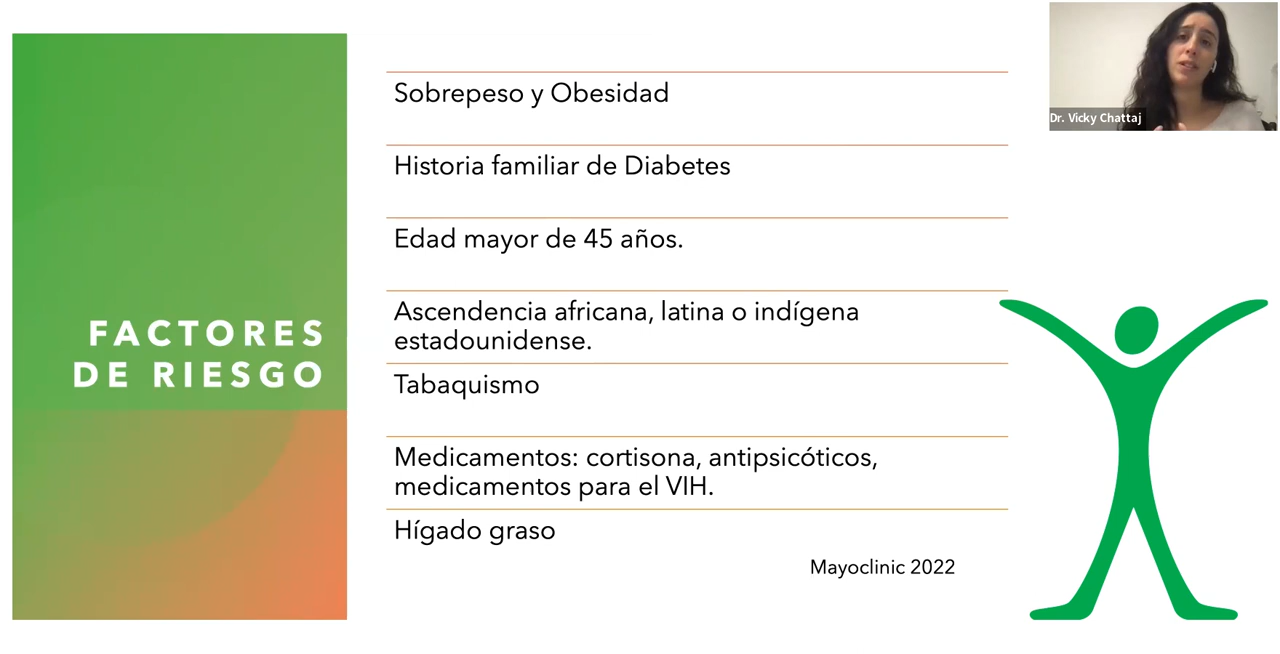 FACTORES
DE RIESGO
Sobrepeso y Obesidad
Historia familiar de Diabetes
Edad mayor de 45 años.
Ascendencia africana, latina o indígena
estadounidense.
Tabaquismo
Medicamentos: cortisona, antipsicóticos,
medicamentos para el VIH.
Hígado graso
Mayoclinic 2022
Dr. Vicky Chattaj